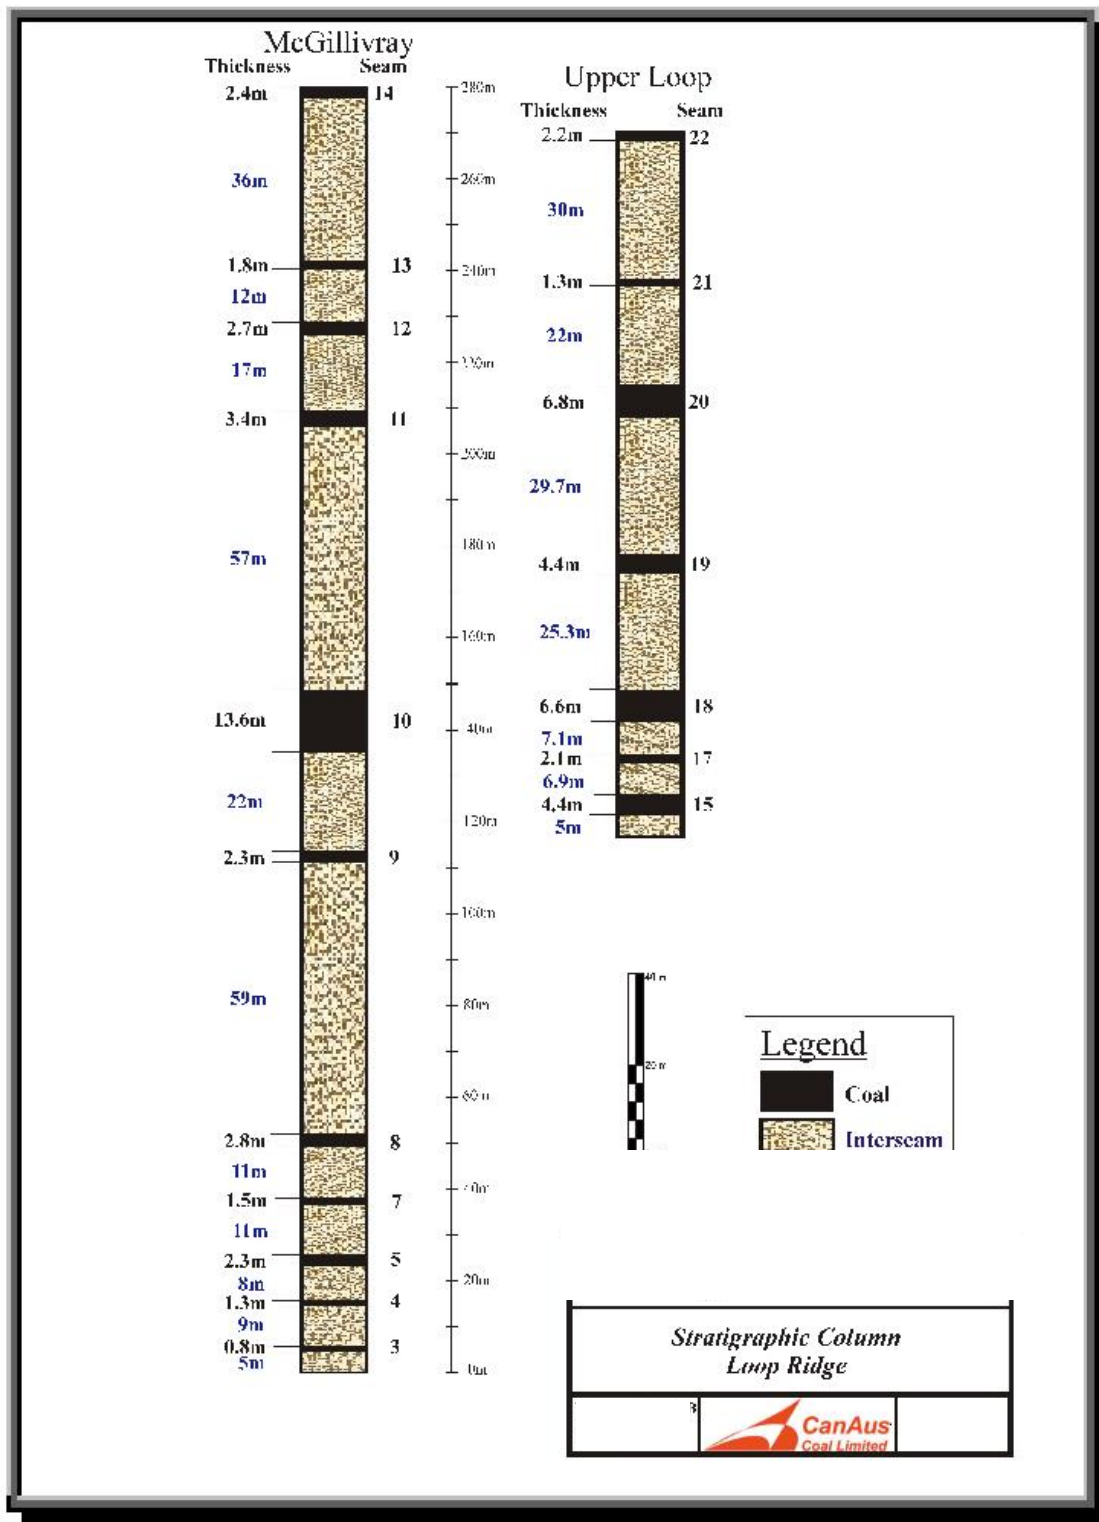 McGillivray
Thickness Seam
2.4m 14
36m
1.8m 13
12m
2.7m 12
17m
3.4m 11
57m
13.6m 10
22m
2.3m 9
59m
2.8m 8
11m
1.5m 7
11m
2.3m 5
8m
1.3m 4
9m
0.8m 3
5m
280m
260m
240m
220m
200m
180m
160m
40m
120m
100m
80m
60m
40m
20m
0m
Upper Loop
Thickness Seam
2.2m 22
30m
1.3m 21
22m
6.8m 20
29.7m
4.4m 19
25.3m
6.6m 18
7.1m
2.1m 17
6.9m
4.4m 15
5m
40 m
20 m
Legend
Coal
Interseam
Stratigraphic Column
Loop Ridge
CanAus
Coal Limited